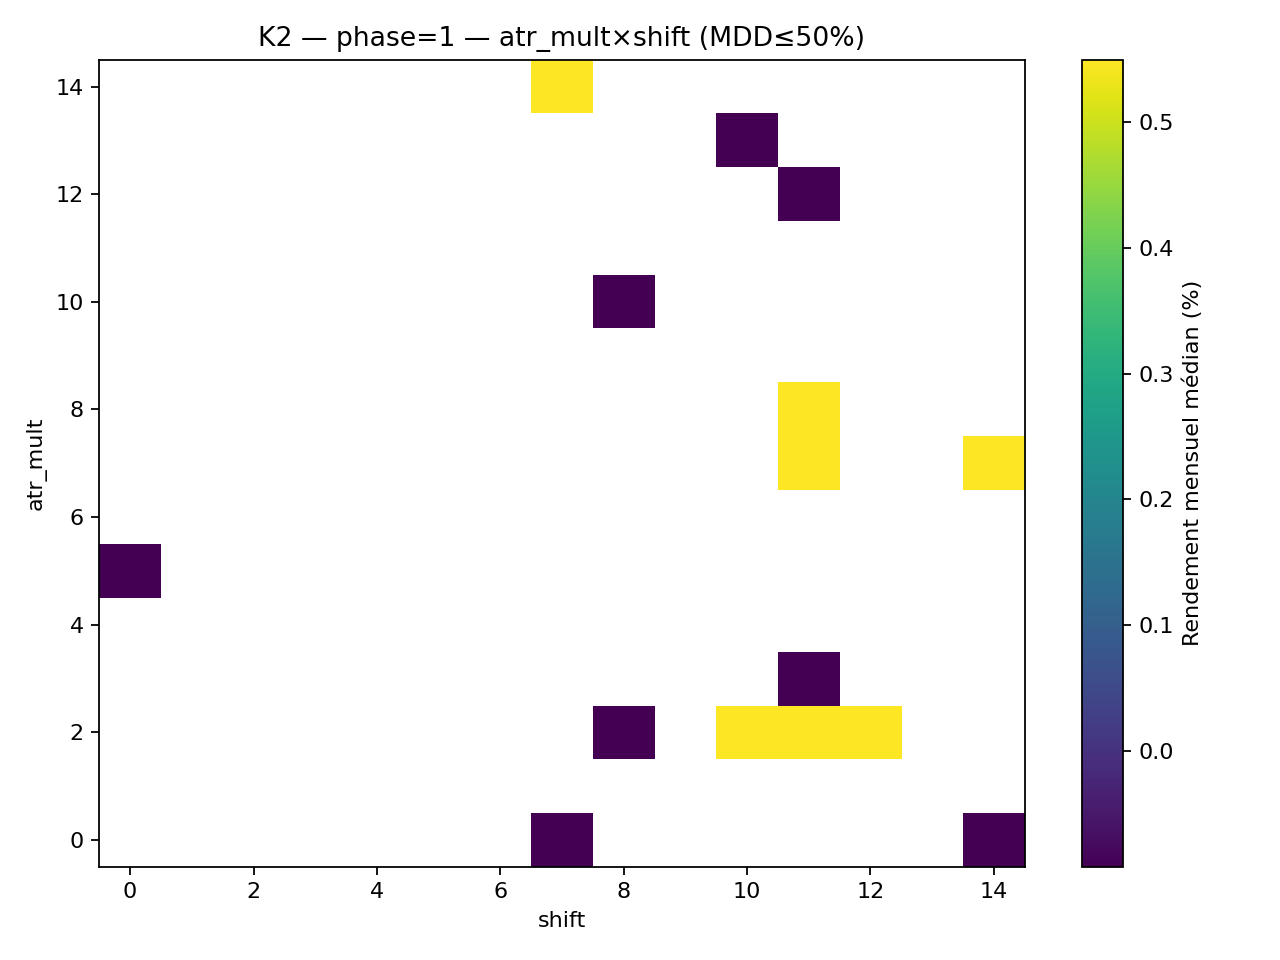 K2 — phase=1 — atr_mult×shift (MDD≤50%)
14
12
10
8
6
4
2
0
atr_mult
0 2 4 6 8 10 12 14
shift
0.5
0.4
0.3
0.2
0.1
0.0
Rendement mensuel médian (%)